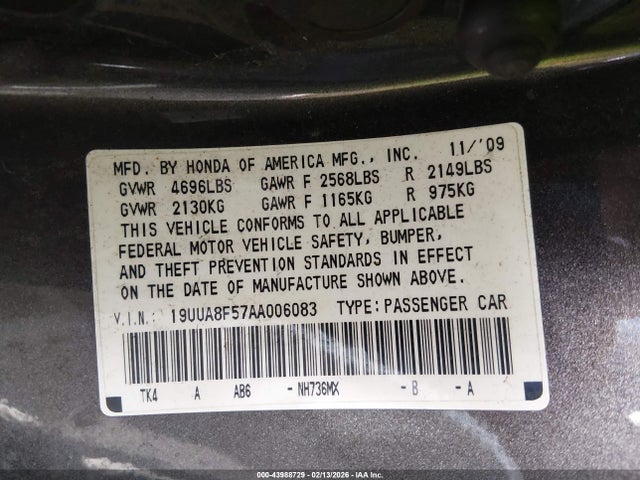 MFD. BY HONDA OF AMERICA MFG., INC. 11/'09
GVWR 4696LBS GAWR F 2568LBS R 2149LBS
GVWR 2130KG GAWR F 1165KG R 975KG
THIS VEHICLE CONFORMS TO ALL APPLICABLE
FEDERAL MOTOR VEHICLE SAFETY, BUMPER,
AND THEFT PREVENTION STANDARDS IN EFFECT
ON THE DATE OF MANUFACTURE SHOWN ABOVE.
V.I.N.: 19UUA8F57AA006083 TYPE: PASSENGER CAR
TK4 A AB6 -NH736MX -B -A
000-43988729 - 02/13/2026 - IAA Inc.